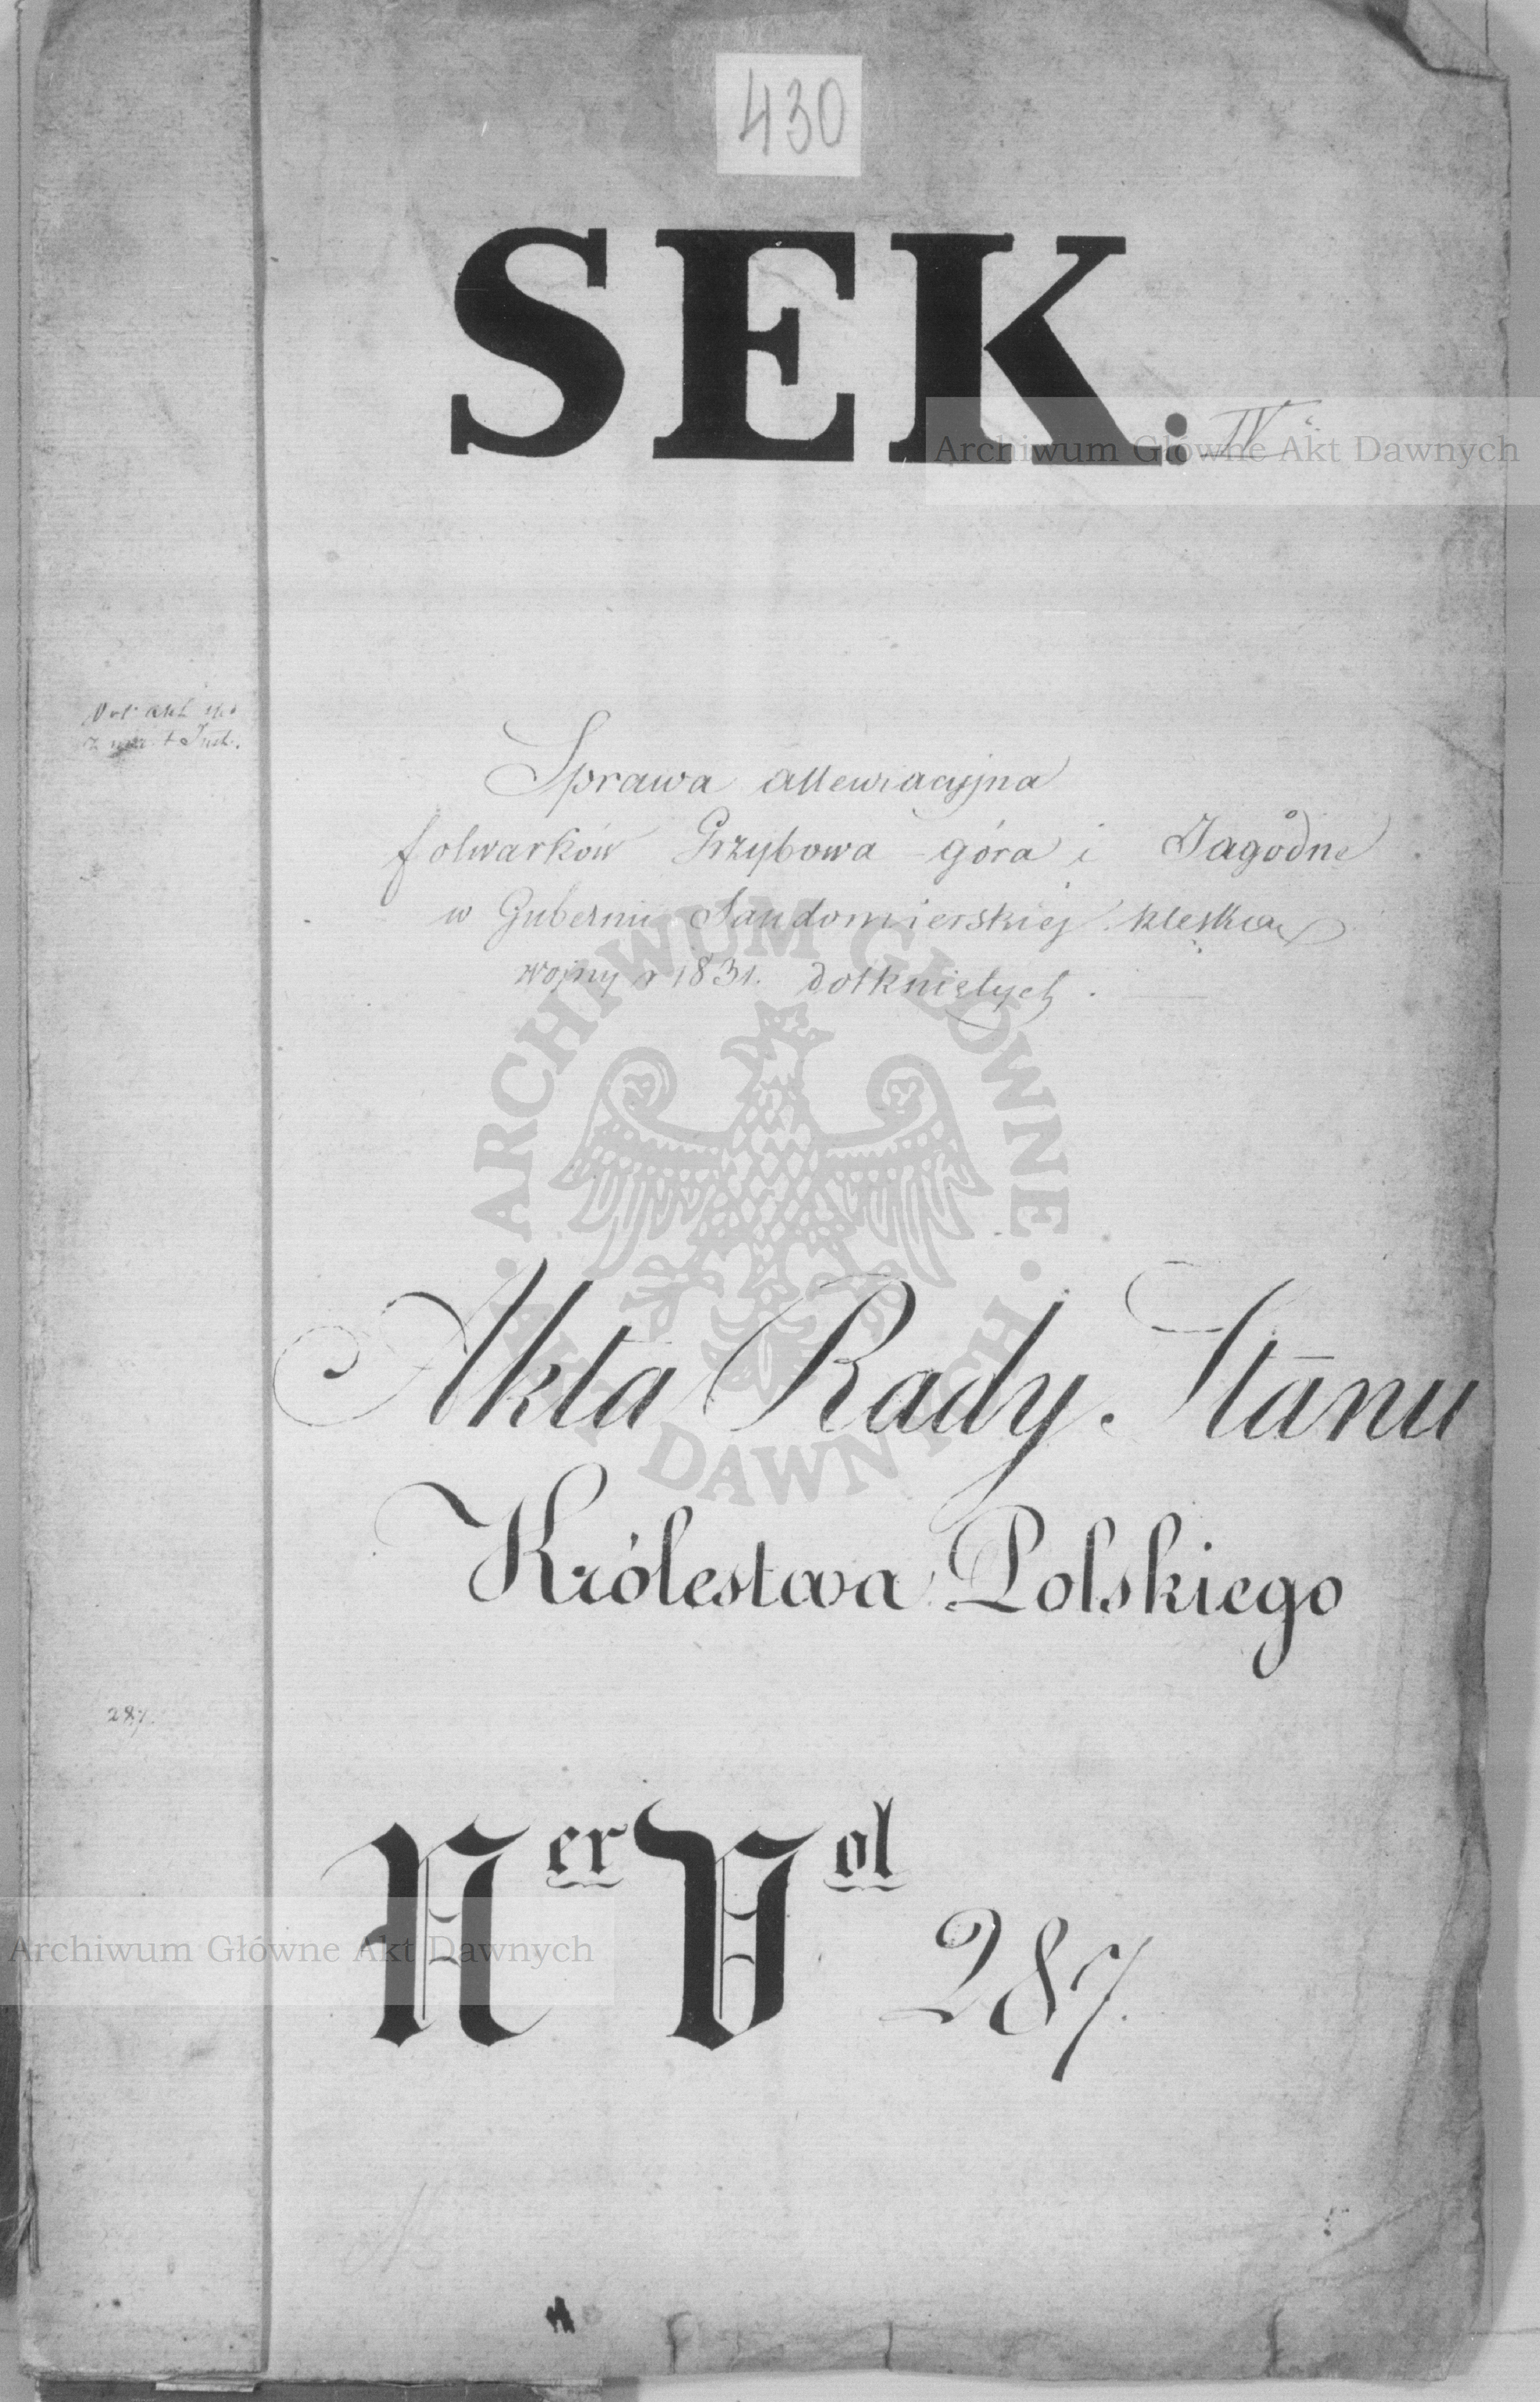 430
SEK. IV
Sprawa allewiacyjna
folwarków Grzybowa góra i Jagodne
w Gubernii Sandomierskiej klęską
wojny r 1831. dotkniętych.
Akta Rady Stanu
Królestwa Polskiego
287.
Ner Vol 287.
Archiwum Główne Akt Dawnych
Archiwum Główne Akt Dawnych
· ARCHIWUM GŁÓWNE · AKT DAWNYCH